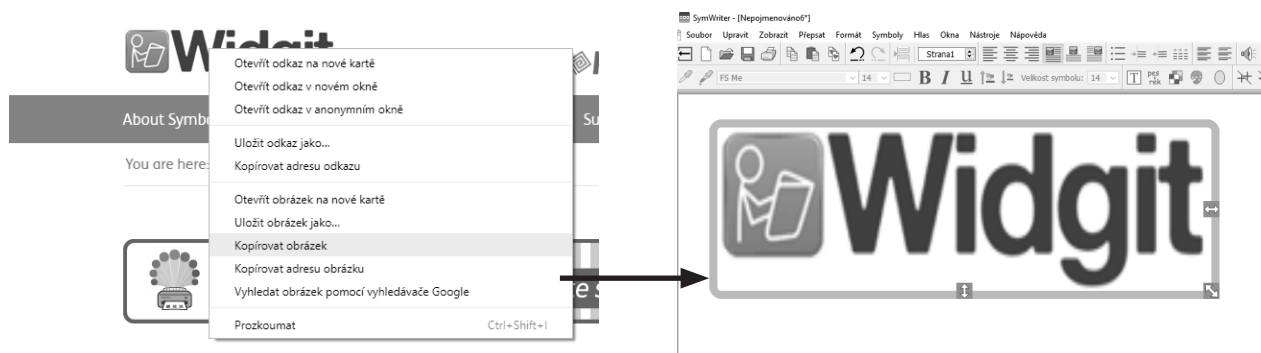 Widgit
Otevřít odkaz na nové kartě
Otevřít odkaz v novém okně
Otevřít odkaz v anonymním okně
About Symb
Su
Uložit odkaz jako...
Kopírovat adresu odkazu
You are here:
Otevřít obrázek na nové kartě
Uložit obrázek jako...
Kopírovat obrázek
Kopírovat adresu obrázku
Vyhledat obrázek pomocí vyhledávače Google
Prozkoumat Ctrl+Shift+I
SymWriter - [Nepojmenováno6*]
Soubor Upravit Zobrazit Přepsat Formát Symboly Hlas Okna Nástroje Nápověda
Strana1
FS Me 14 B I U Velikost symbolu: 14 T pes rék
Widgit